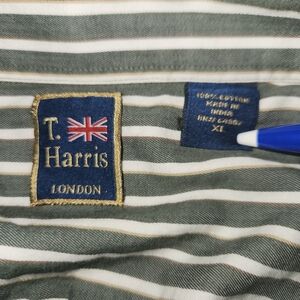 T.
Harris
LONDON
100% COTTON
MADE IN
INDIA
XL